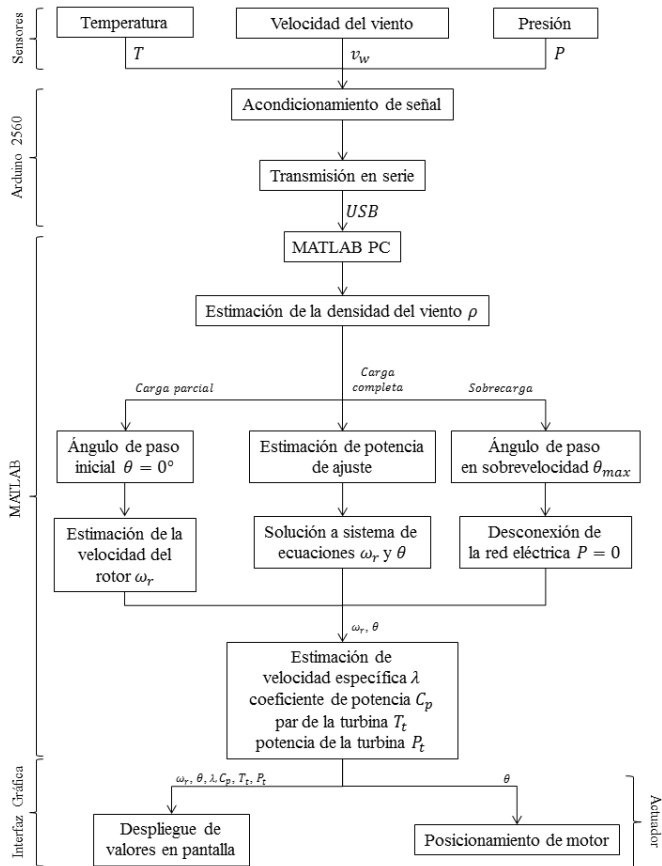 Sensores
Temperatura
Velocidad del viento
Presión
T
v_w
P
Arduino 2560
Acondicionamiento de señal
Transmisión en serie
USB
MATLAB
MATLAB PC
Estimación de la densidad del viento ρ
Carga parcial
Carga
completa
Sobrecarga
Ángulo de paso
inicial θ = 0°
Estimación de potencia
de ajuste
Ángulo de paso
en sobrevelocidad θ_max
Estimación de la
velocidad del
rotor ω_r
Solución a sistema de
ecuaciones ω_r y θ
Desconexión de
la red eléctrica P = 0
ω_r, θ
Estimación de
velocidad específica λ
coeficiente de potencia C_p
par de la turbina T_t
potencia de la turbina P_t
Interfaz Gráfica
ω_r, θ, λ, C_p, T_t, P_t
θ
Despliegue de
valores en pantalla
Posicionamiento de motor
Actuador